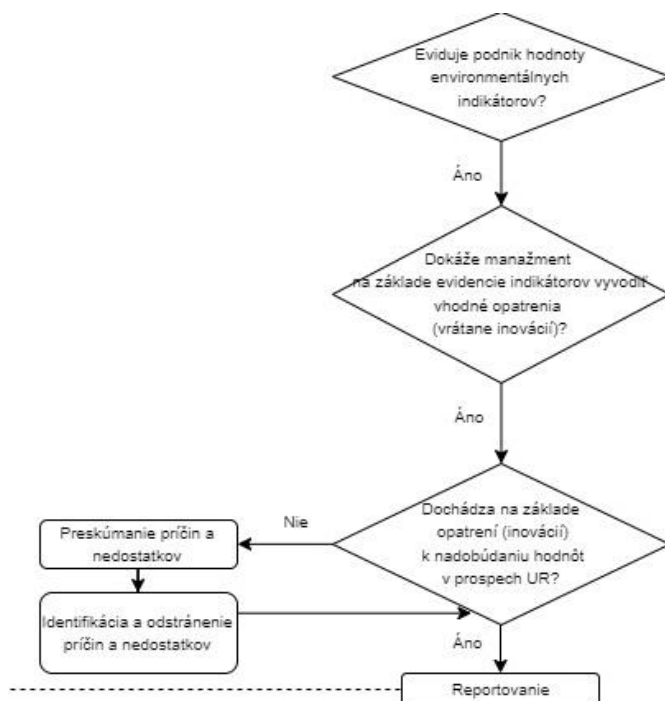 Eviduje podnik hodnoty
environmentálnych
indikátorov?
Áno
Dokáže manažment
na základe evidencie indikátorov vyvodiť
vhodné opatrenia
(vrátane inovácií)?
Áno
Dochádza na základe
opatrení (inovácií)
k nadobúdaniu hodnôt
v prospech UR?
Nie
Preskúmanie príčin a
nedostatkov
Identifikácia a odstránenie
príčin a nedostatkov
Áno
Reportovanie